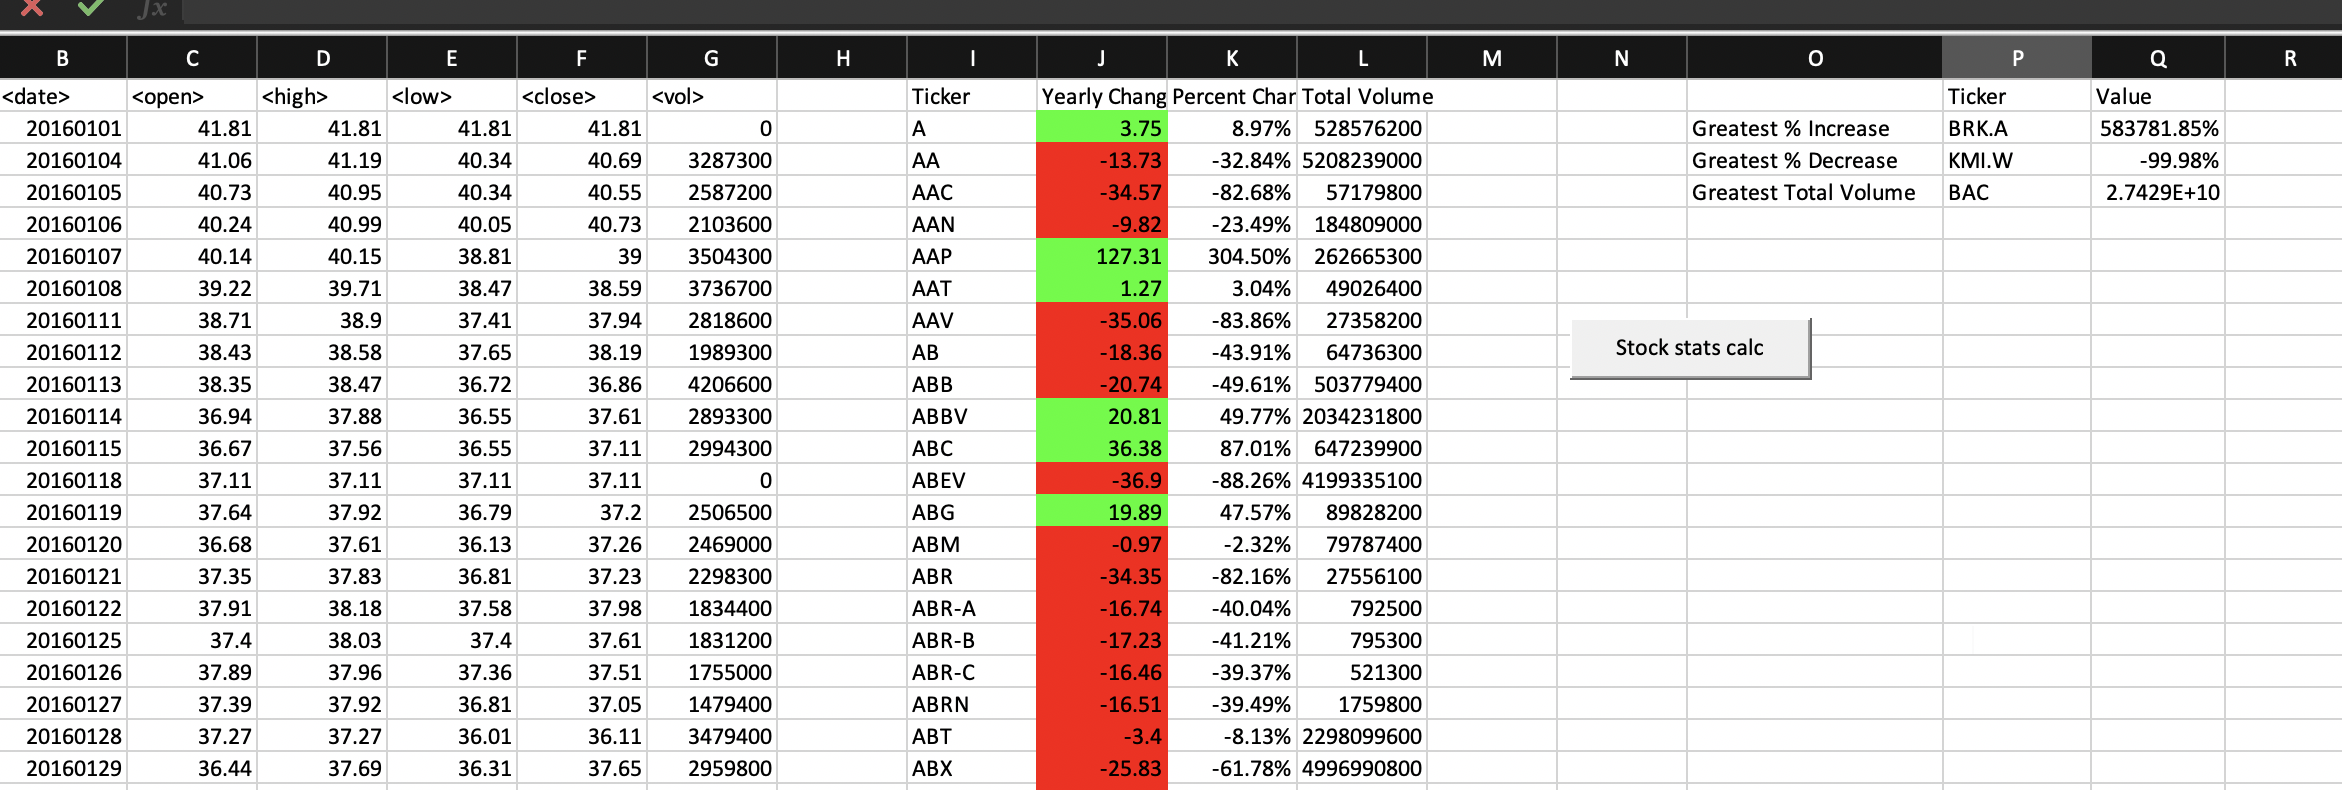 fx
B C D E F G H I J K L M N O P Q R
<date> <open> <high> <low> <close> <vol> Ticker Yearly Chang Percent Char Total Volume Ticker Value
20160101 41.81 41.81 41.81 41.81 0 A 3.75 8.97% 528576200 Greatest % Increase BRK.A 583781.85%
20160104 41.06 41.19 40.34 40.69 3287300 AA -13.73 -32.84% 5208239000 Greatest % Decrease KMI.W -99.98%
20160105 40.73 40.95 40.34 40.55 2587200 AAC -34.57 -82.68% 57179800 Greatest Total Volume BAC 2.7429E+10
20160106 40.24 40.99 40.05 40.73 2103600 AAN -9.82 -23.49% 184809000
20160107 40.14 40.15 38.81 39 3504300 AAP 127.31 304.50% 262665300
20160108 39.22 39.71 38.47 38.59 3736700 AAT 1.27 3.04% 49026400
20160111 38.71 38.9 37.41 37.94 2818600 AAV -35.06 -83.86% 27358200
20160112 38.43 38.58 37.65 38.19 1989300 AB -18.36 -43.91% 64736300 Stock stats calc
20160113 38.35 38.47 36.72 36.86 4206600 ABB -20.74 -49.61% 503779400
20160114 36.94 37.88 36.55 37.61 2893300 ABBV 20.81 49.77% 2034231800
20160115 36.67 37.56 36.55 37.11 2994300 ABC 36.38 87.01% 647239900
20160118 37.11 37.11 37.11 37.11 0 ABEV -36.9 -88.26% 4199335100
20160119 37.64 37.92 36.79 37.2 2506500 ABG 19.89 47.57% 89828200
20160120 36.68 37.61 36.13 37.26 2469000 ABM -0.97 -2.32% 79787400
20160121 37.35 37.83 36.81 37.23 2298300 ABR -34.35 -82.16% 27556100
20160122 37.91 38.18 37.58 37.98 1834400 ABR-A -16.74 -40.04% 792500
20160125 37.4 38.03 37.4 37.61 1831200 ABR-B -17.23 -41.21% 795300
20160126 37.89 37.96 37.36 37.51 1755000 ABR-C -16.46 -39.37% 521300
20160127 37.39 37.92 36.81 37.05 1479400 ABRN -16.51 -39.49% 1759800
20160128 37.27 37.27 36.01 36.11 3479400 ABT -3.4 -8.13% 2298099600
20160129 36.44 37.69 36.31 37.65 2959800 ABX -25.83 -61.78% 4996990800